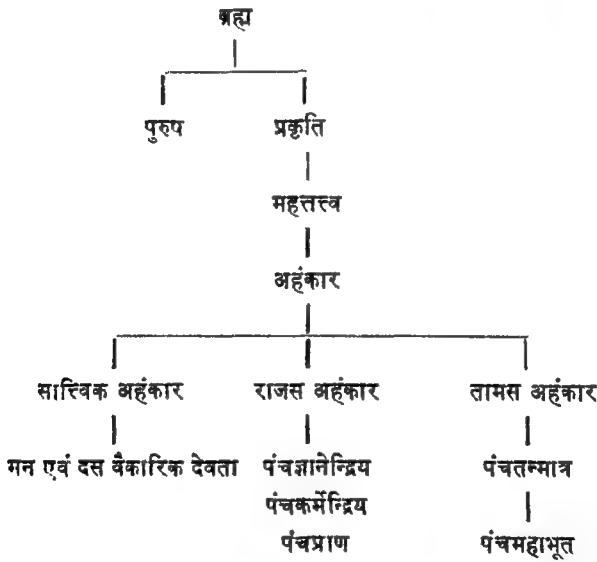 ब्रह्म
पुरुष प्रकृति
महत्तत्त्व
अहंकार
सात्त्विक अहंकार राजस अहंकार तामस अहंकार
मन एवं दस वैकारिक देवता पंचज्ञानेन्द्रिय पंचतन्मात्र
पंचकर्मेन्द्रिय
पंचप्राण पंचमहाभूत